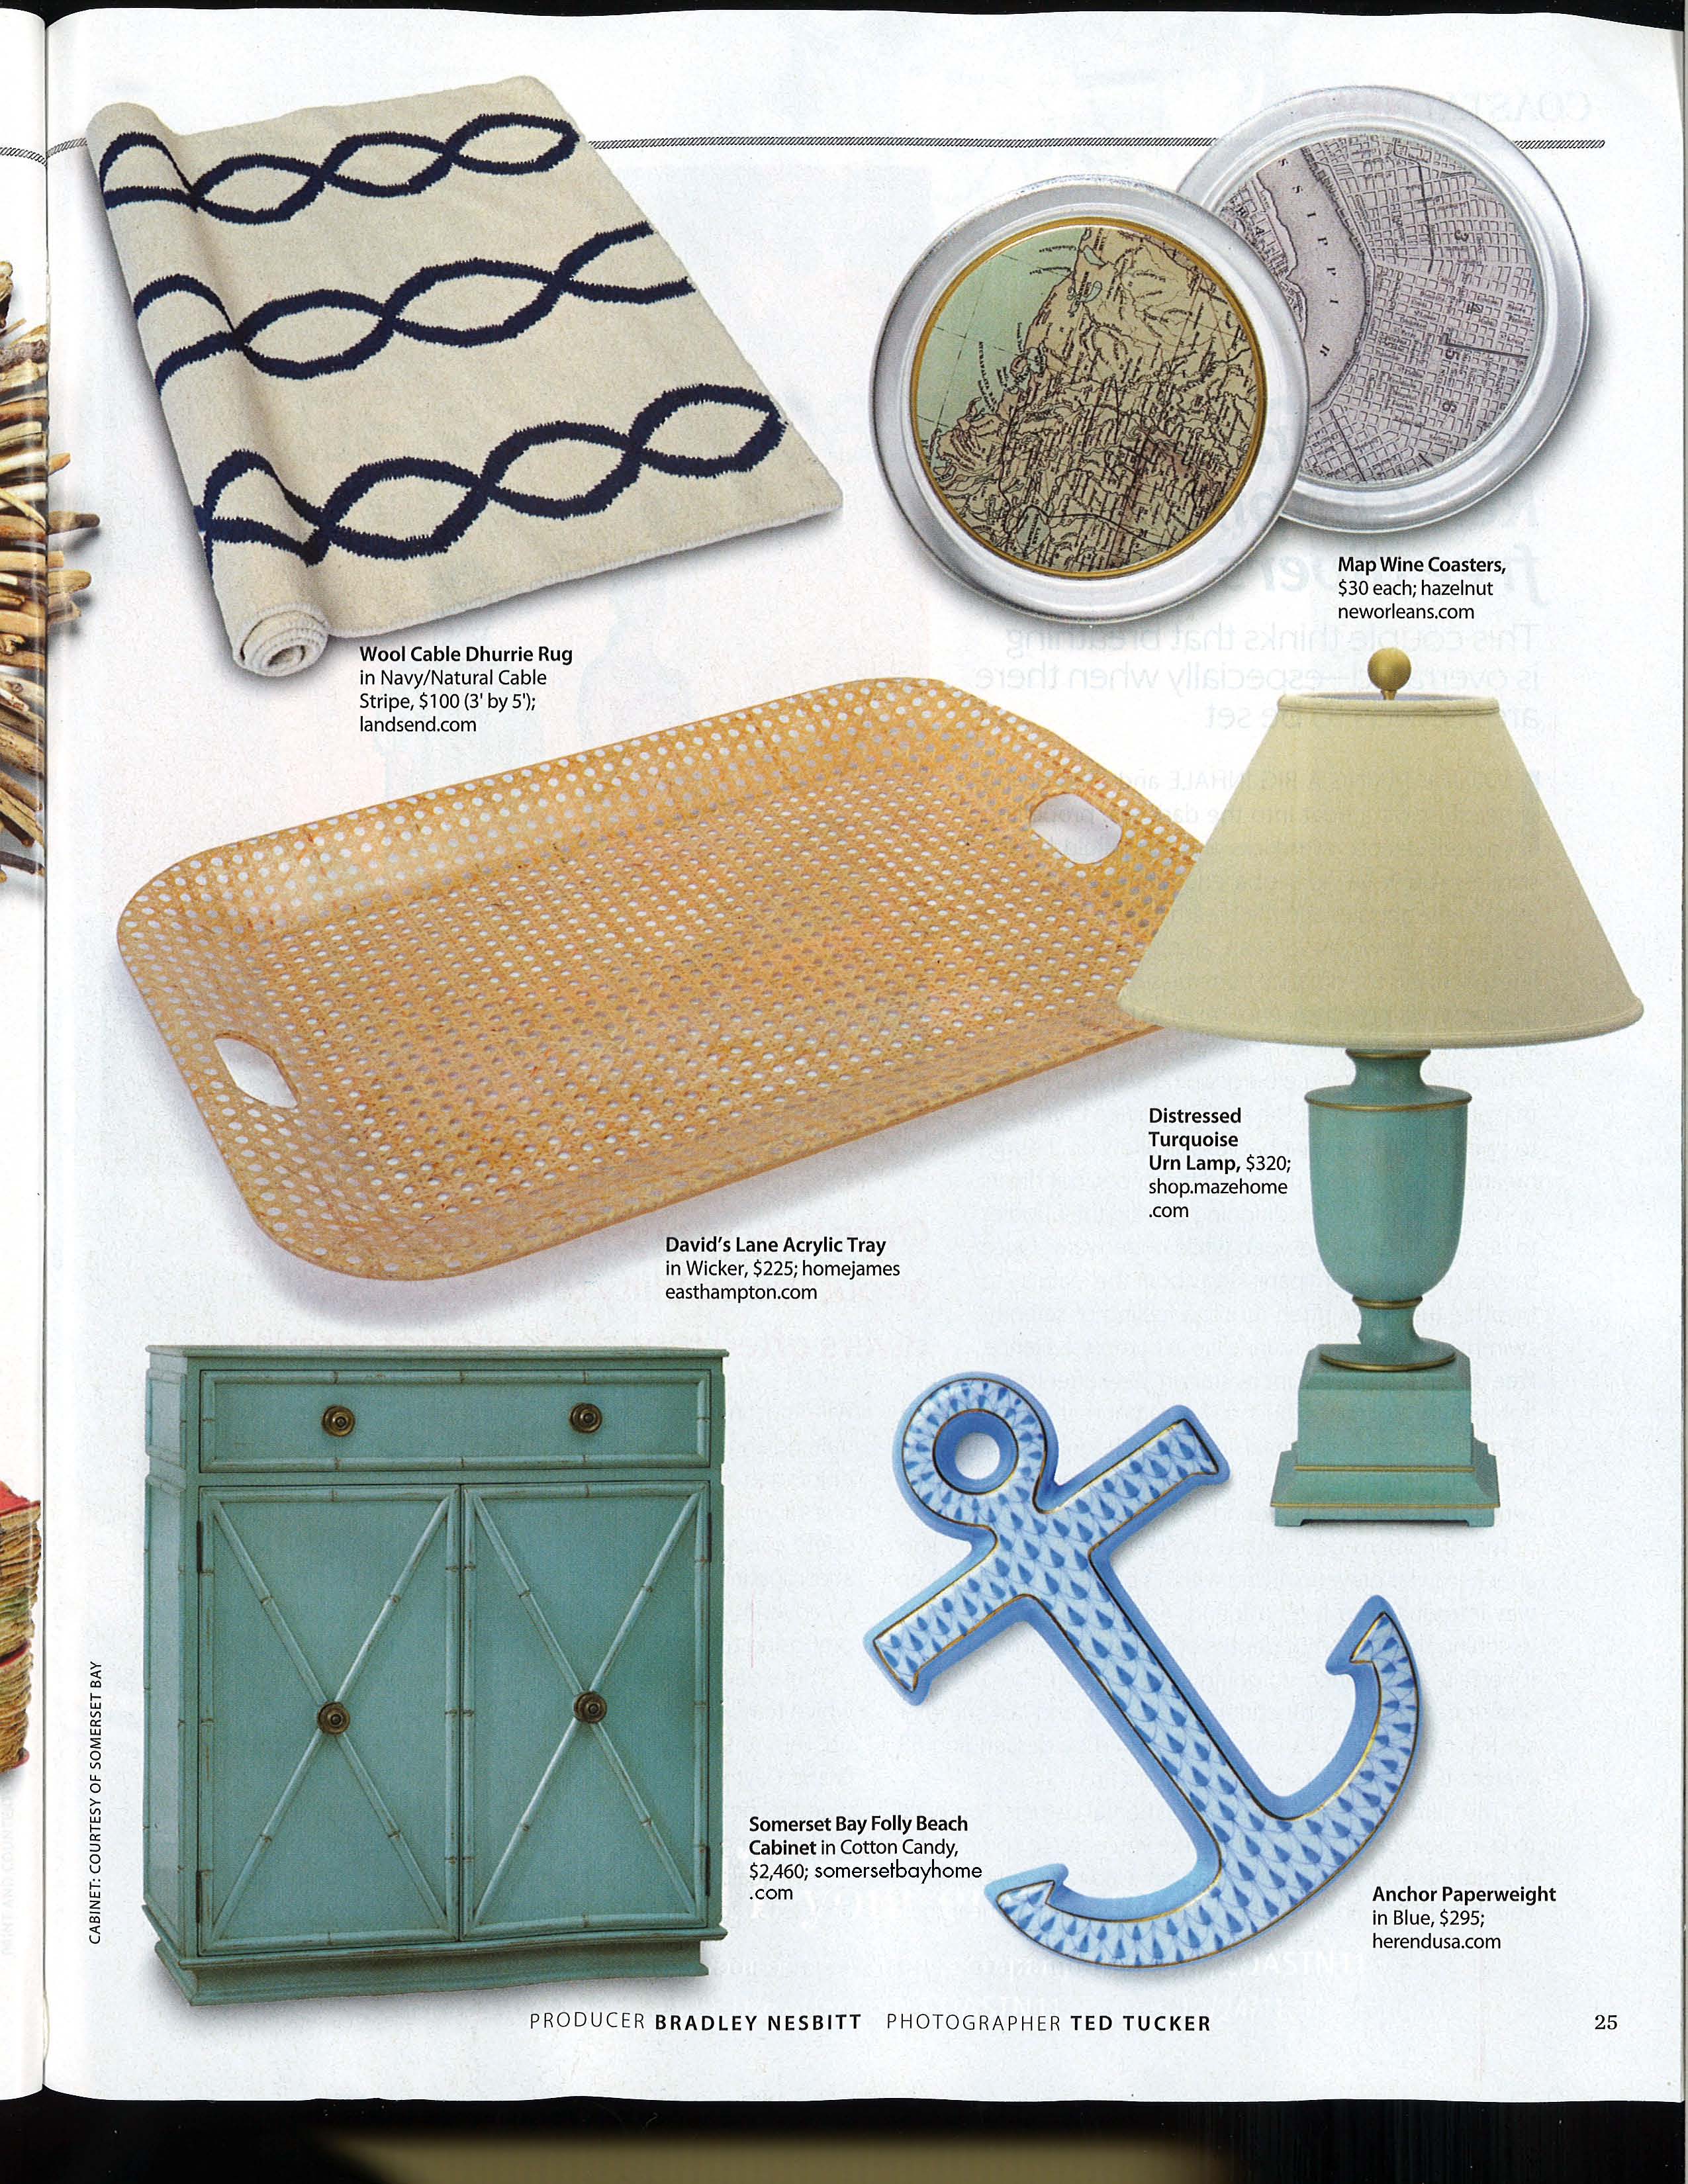 Map Wine Coasters,
$30 each; hazelnut
neworleans.com
Wool Cable Dhurrie Rug
in Navy/Natural Cable
Stripe, $100 (3' by 5');
landsend.com
Distressed
Turquoise
Urn Lamp, $320;
shop.mazehome
.com
David's Lane Acrylic Tray
in Wicker, $225; homejames
easthampton.com
Somerset Bay Folly Beach
Cabinet in Cotton Candy,
$2,460; somersetbayhome
.com
Anchor Paperweight
in Blue, $295;
herendusa.com
CABINET: COURTESY OF SOMERSET BAY
PRODUCER BRADLEY NESBITT PHOTOGRAPHER TED TUCKER
25